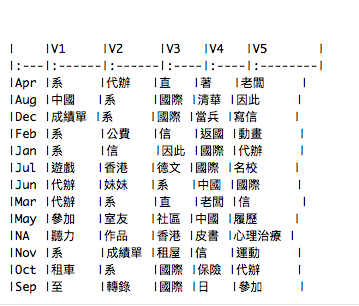 |    |V1    |V2    |V3   |V4   |V5       |
|:---|:------|:------|:----|:-----|:--------|
|Apr |系    |代辦  |直   |著   |老闆     |
|Aug |中國  |系    |國際 |清華 |因此     |
|Dec |成績單 |系    |國際 |當兵 |寫信     |
|Feb |系    |公費  |信   |返國 |動畫     |
|Jan |系    |信    |因此 |國際 |代辦     |
|Jul |遊戲  |香港  |德文 |國際 |名校     |
|Jun |代辦  |妹妹  |系   |中國 |國際     |
|Mar |代辦  |系    |直   |老闆 |信       |
|May |參加  |室友  |社區 |中國 |履歷     |
|NA  |聽力  |作品  |香港 |皮書 |心理治療 |
|Nov |系    |成績單 |租屋 |信   |運動     |
|Oct |租車  |系    |國際 |保險 |代辦     |
|Sep |至    |轉錄  |國際 |日   |參加     |